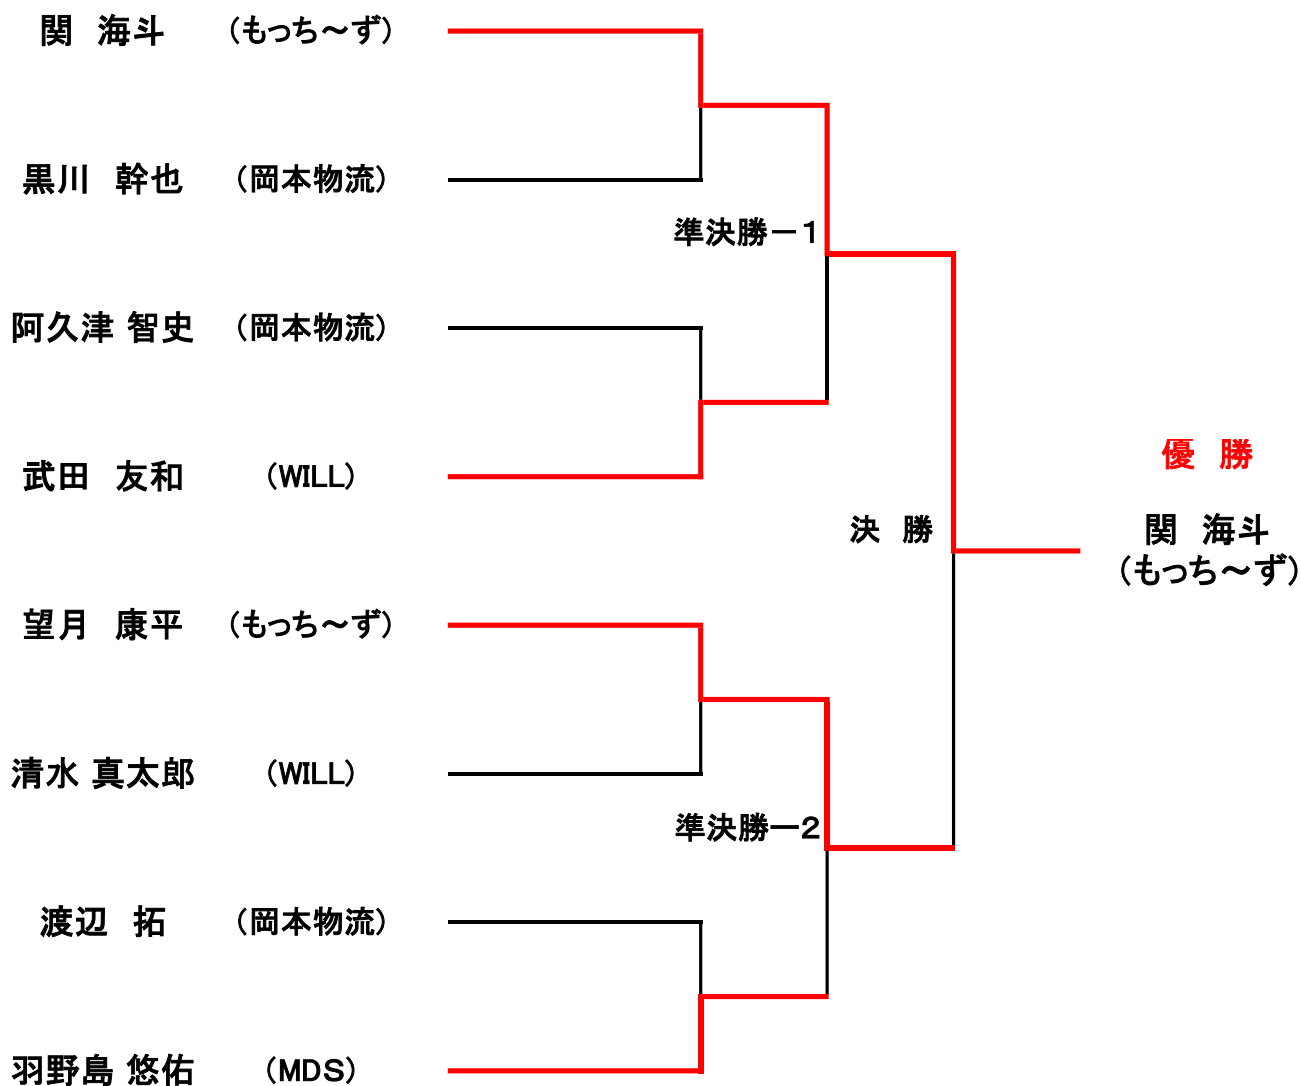 関 海斗 (もっち～ず)
黒川 幹也 (岡本物流)
準決勝－１
阿久津 智史 (岡本物流)
優 勝
武田 友和 (WILL)
決 勝
関 海斗
(もっち～ず)
望月 康平 (もっち～ず)
清水 真太郎 (WILL)
準決勝－２
渡辺 拓 (岡本物流)
羽野島 悠佑 (MDS)